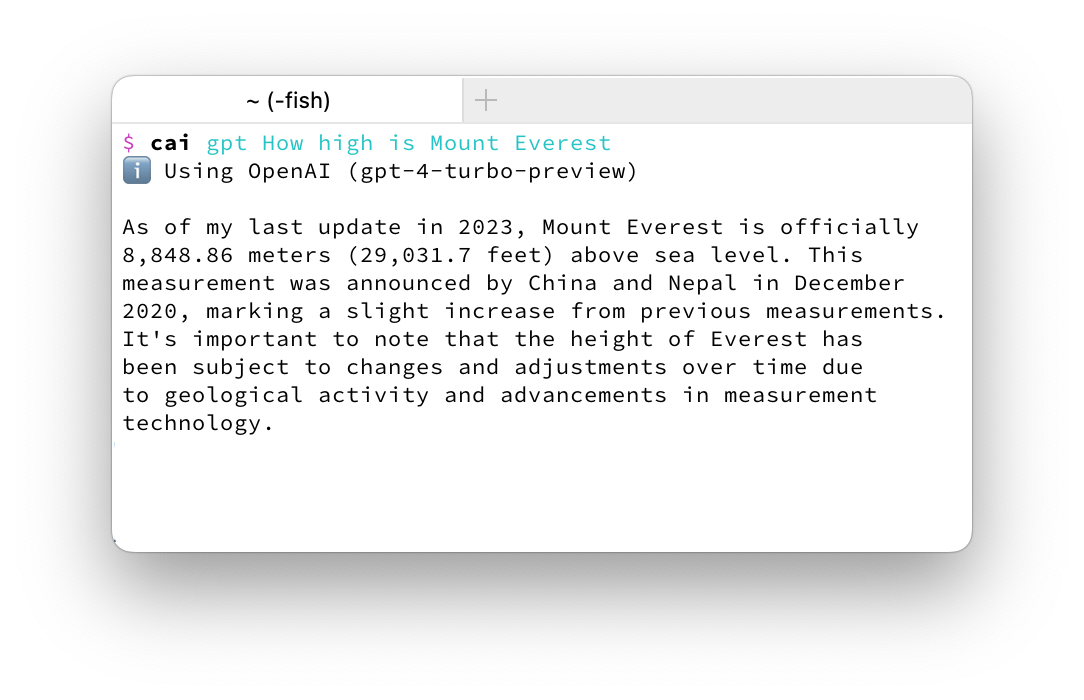 ~ (-fish)
$ cai gpt How high is Mount Everest
ℹ️ Using OpenAI (gpt-4-turbo-preview)
As of my last update in 2023, Mount Everest is officially
8,848.86 meters (29,031.7 feet) above sea level. This
measurement was announced by China and Nepal in December
2020, marking a slight increase from previous measurements.
It's important to note that the height of Everest has
been subject to changes and adjustments over time due
to geological activity and advancements in measurement
technology.